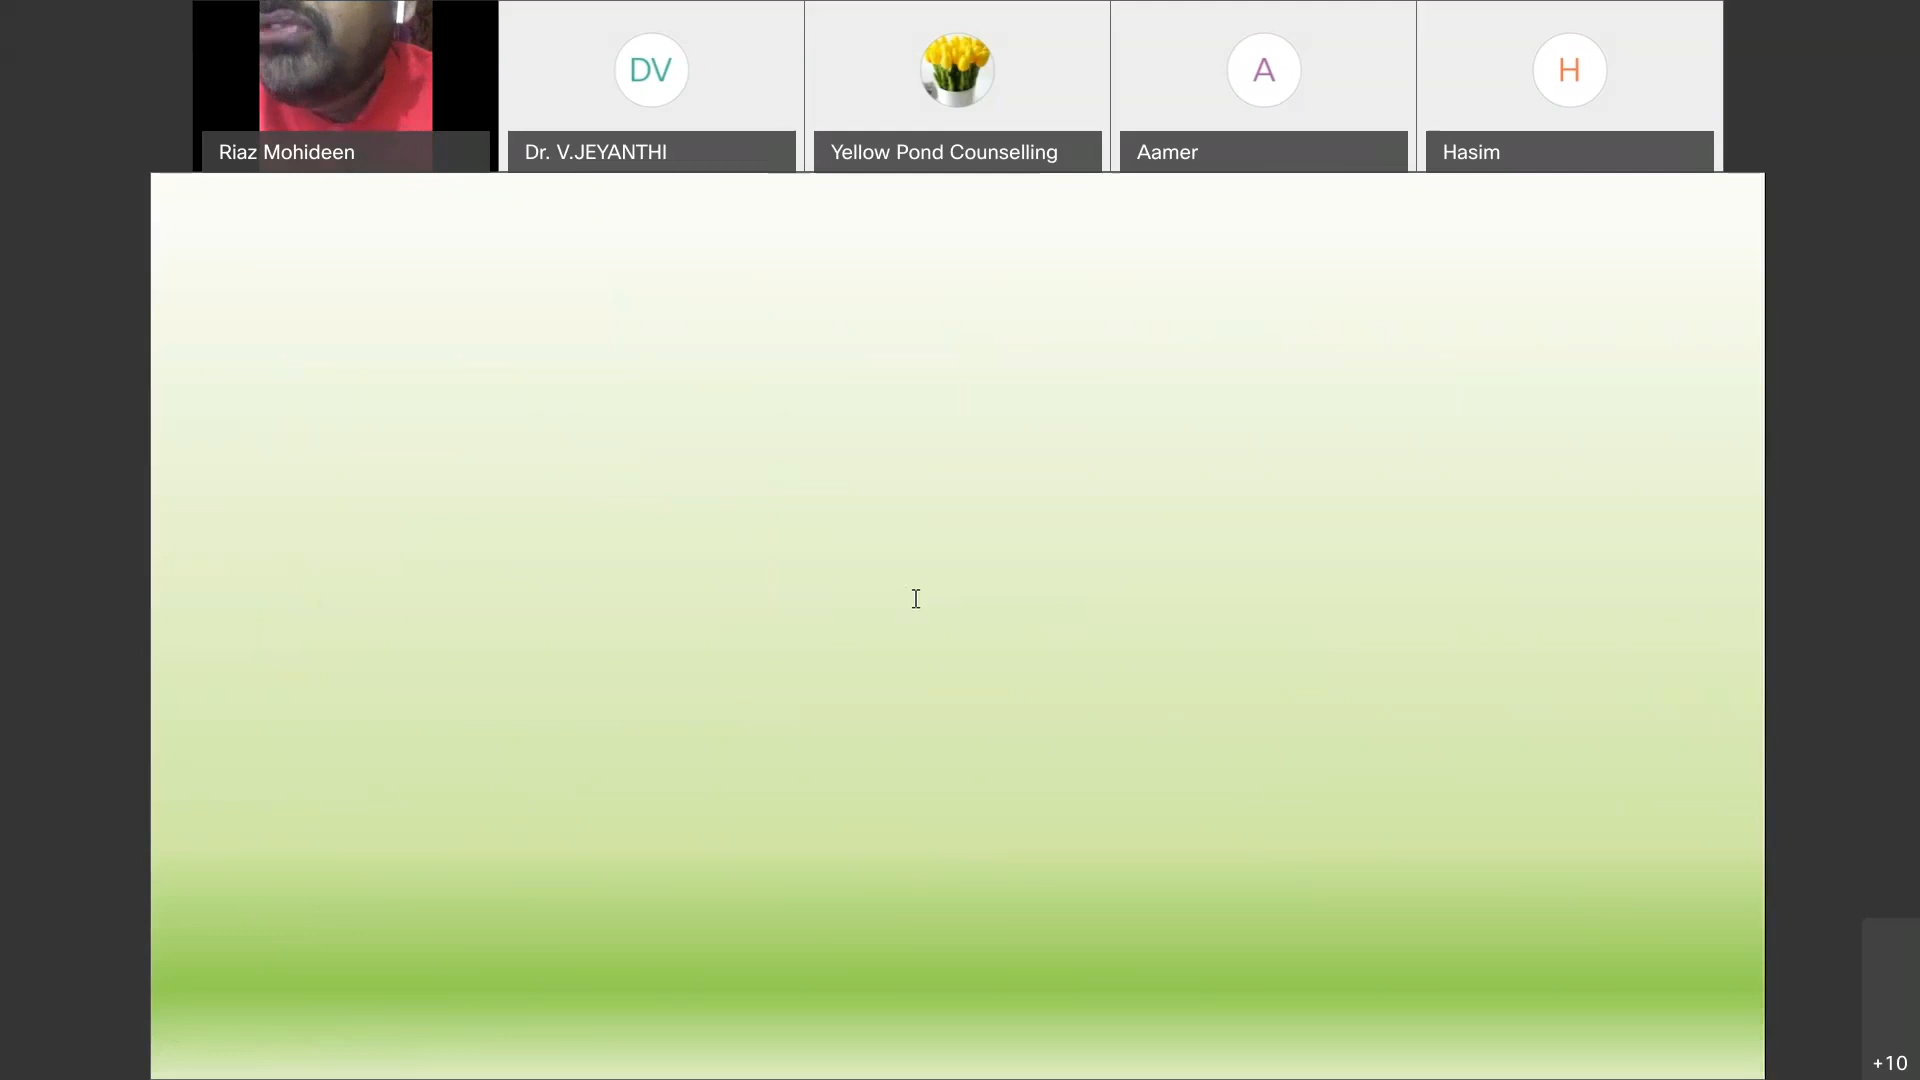 DV
A
H
Riaz Mohideen
Dr. V.JEYANTHI
Yellow Pond Counselling
Aamer
Hasim
+10